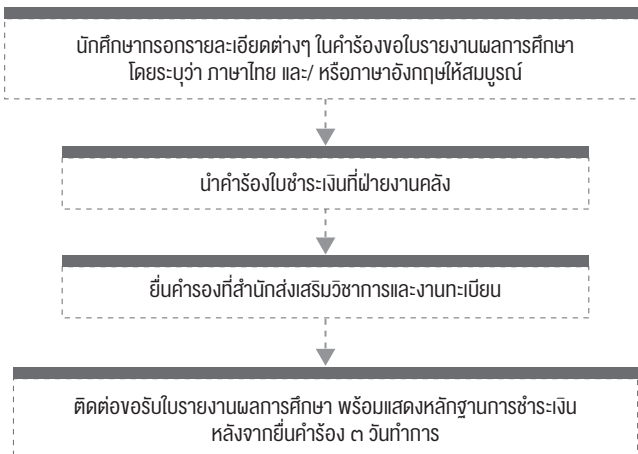 นักศึกษากรอกรายละเอียดต่างๆ ในคำร้องขอใบรายงานผลการศึกษา
โดยระบุว่า ภาษาไทย และ/ หรือภาษาอังกฤษให้สมบูรณ์
นำคำร้องใบชำระเงินที่ฝ่ายงานคลัง
ยื่นคำรองที่สำนักส่งเสริมวิชาการและงานทะเบียน
ติดต่อขอรับใบรายงานผลการศึกษา พร้อมแสดงหลักฐานการชำระเงิน
หลังจากยื่นคำร้อง ๓ วันทำการ